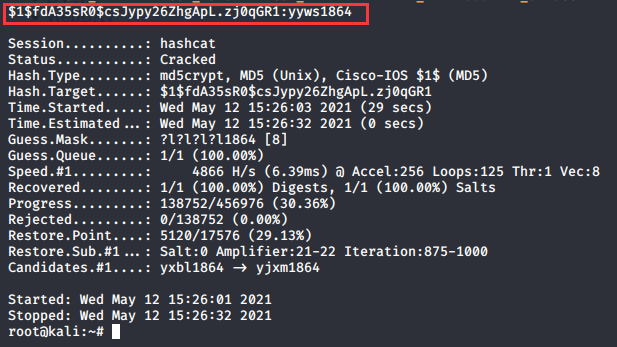 $1$fdA35sR0$csJypy26ZhgApL.zj0qGR1:yyws1864
Session..........: hashcat
Status...........: Cracked
Hash.Type........: md5crypt, MD5 (Unix), Cisco-IOS $1$ (MD5)
Hash.Target......: $1$fdA35sR0$csJypy26ZhgApL.zj0qGR1
Time.Started.....: Wed May 12 15:26:03 2021 (29 secs)
Time.Estimated...: Wed May 12 15:26:32 2021 (0 secs)
Guess.Mask.......: ?l?l?l?l1864 [8]
Guess.Queue......: 1/1 (100.00%)
Speed.#1.........:     4866 H/s (6.39ms) @ Accel:256 Loops:125 Thr:1 Vec:8
Recovered........: 1/1 (100.00%) Digests, 1/1 (100.00%) Salts
Progress.........: 138752/456976 (30.36%)
Rejected.........: 0/138752 (0.00%)
Restore.Point....: 5120/17576 (29.13%)
Restore.Sub.#1...: Salt:0 Amplifier:21-22 Iteration:875-1000
Candidates.#1....: yxbl1864 -> yjxm1864
Started: Wed May 12 15:26:01 2021
Stopped: Wed May 12 15:26:32 2021
root@kali:~#